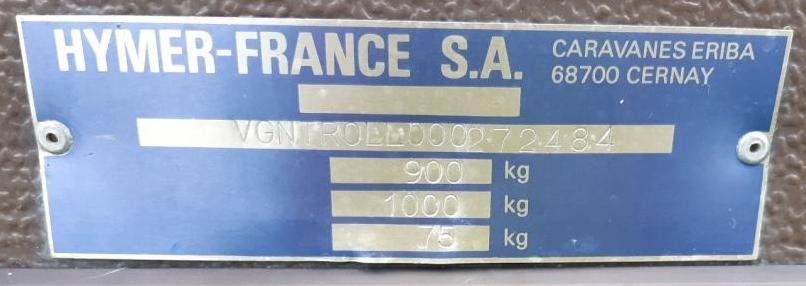 HYMER-FRANCE S.A.
CARAVANES ERIBA
68700 CERNAY
VGNTROLL000272484
900 kg
1000 kg
75 kg